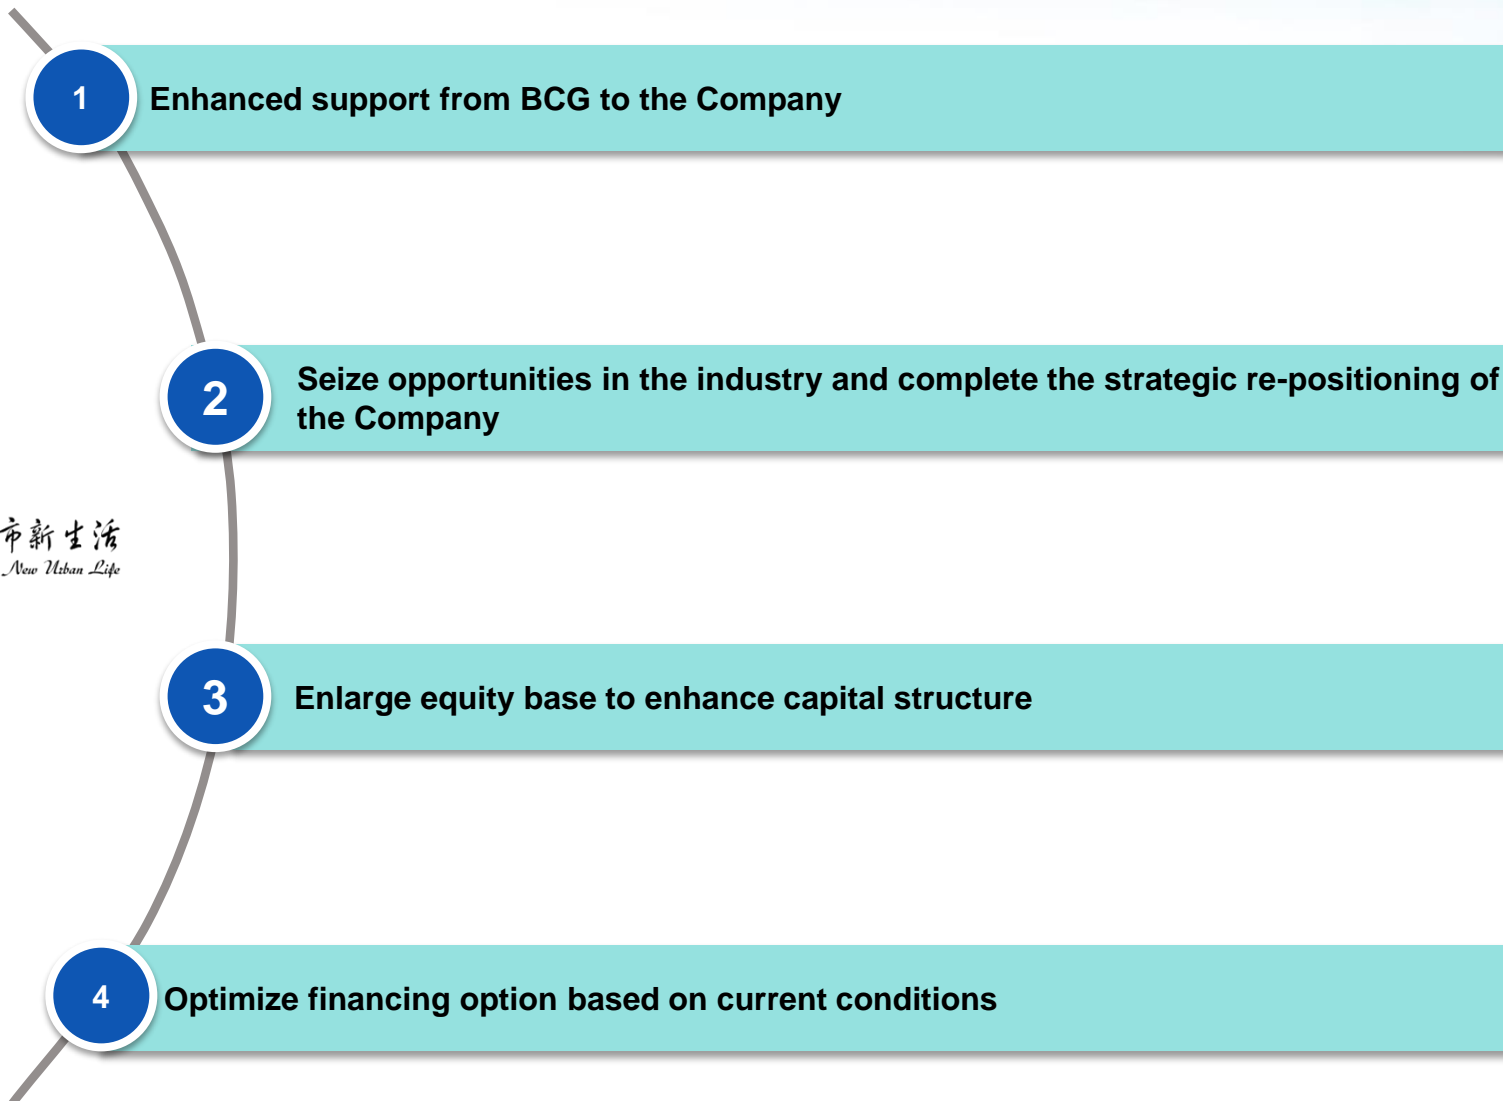 1
Enhanced support from BCG to the Company
2
Seize opportunities in the industry and complete the strategic re-positioning of
the Company
市新生活
New Urban Life
3
Enlarge equity base to enhance capital structure
4
Optimize financing option based on current conditions